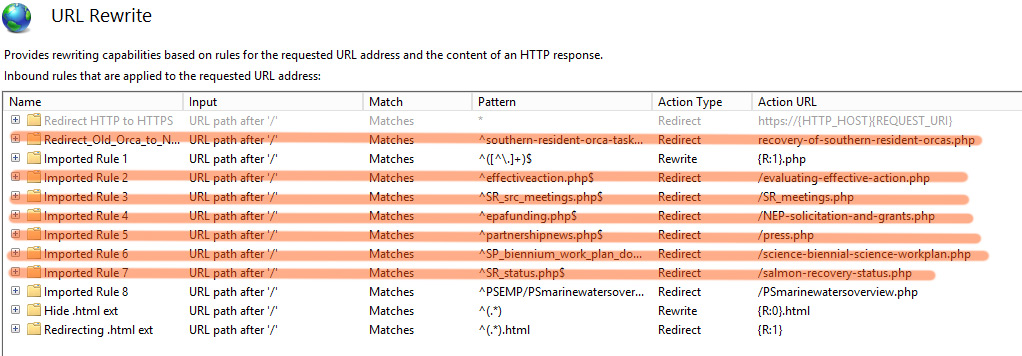 URL Rewrite
Provides rewriting capabilities based on rules for the requested URL address and the content of an HTTP response.
Inbound rules that are applied to the requested URL address:
Name Input Match Pattern Action Type Action URL
Redirect HTTP to HTTPS URL path after '/' Matches * Redirect https://{HTTP_HOST}{REQUEST_URI}
Redirect_Old_Orca_to_N... URL path after '/' Matches ^southern-resident-orca-task... Redirect recovery-of-southern-resident-orcas.php
Imported Rule 1 URL path after '/' Matches ^([^\.]+)$ Rewrite {R:1}.php
Imported Rule 2 URL path after '/' Matches ^effectiveaction.php$ Redirect /evaluating-effective-action.php
Imported Rule 3 URL path after '/' Matches ^SR_src_meetings.php$ Redirect /SR_meetings.php
Imported Rule 4 URL path after '/' Matches ^epafunding.php$ Redirect /NEP-solicitation-and-grants.php
Imported Rule 5 URL path after '/' Matches ^partnershipnews.php$ Redirect /press.php
Imported Rule 6 URL path after '/' Matches ^SP_biennium_work_plan_do... Redirect /science-biennial-science-workplan.php
Imported Rule 7 URL path after '/' Matches ^SR_status.php$ Redirect /salmon-recovery-status.php
Imported Rule 8 URL path after '/' Matches ^PSEMP/PSmarinewatersover... Redirect /PSmarinewatersoverview.php
Hide .html ext URL path after '/' Matches ^(.*) Rewrite {R:0}.html
Redirecting .html ext URL path after '/' Matches ^(.*).html Redirect {R:1}